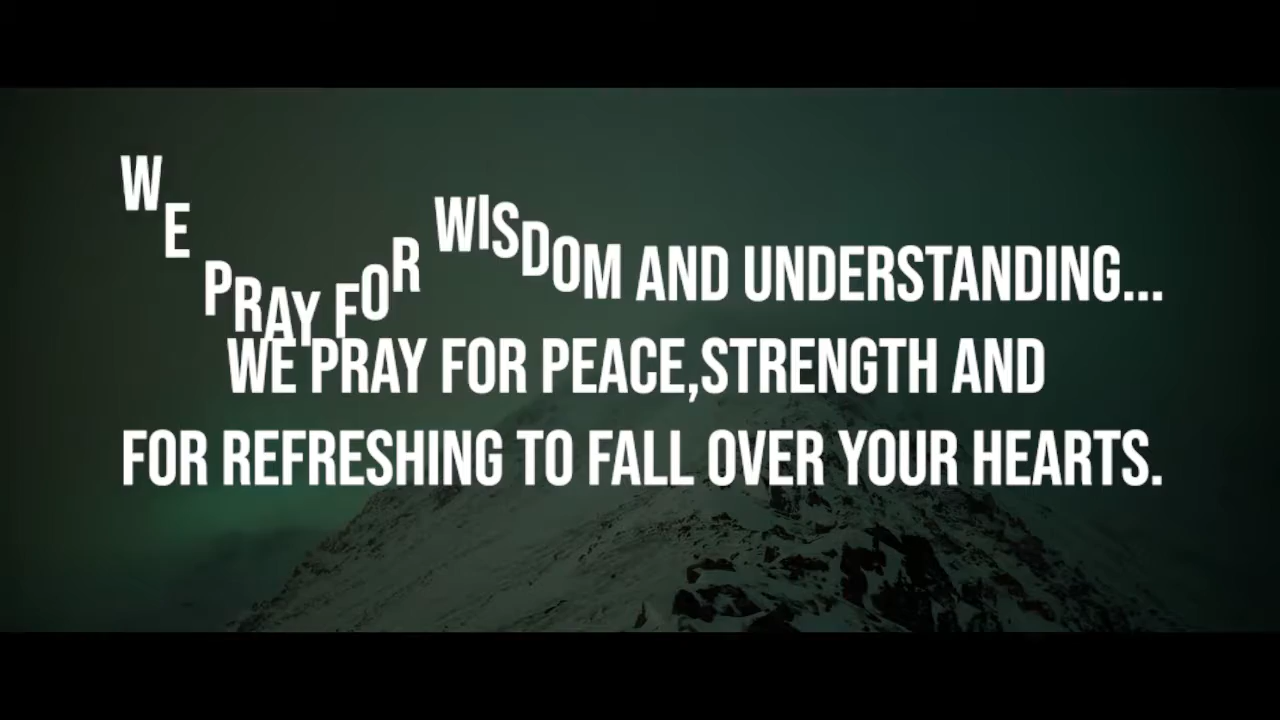 WE PRAY FOR WISDOM AND UNDERSTANDING...
WE PRAY FOR PEACE,STRENGTH AND
FOR REFRESHING TO FALL OVER YOUR HEARTS.